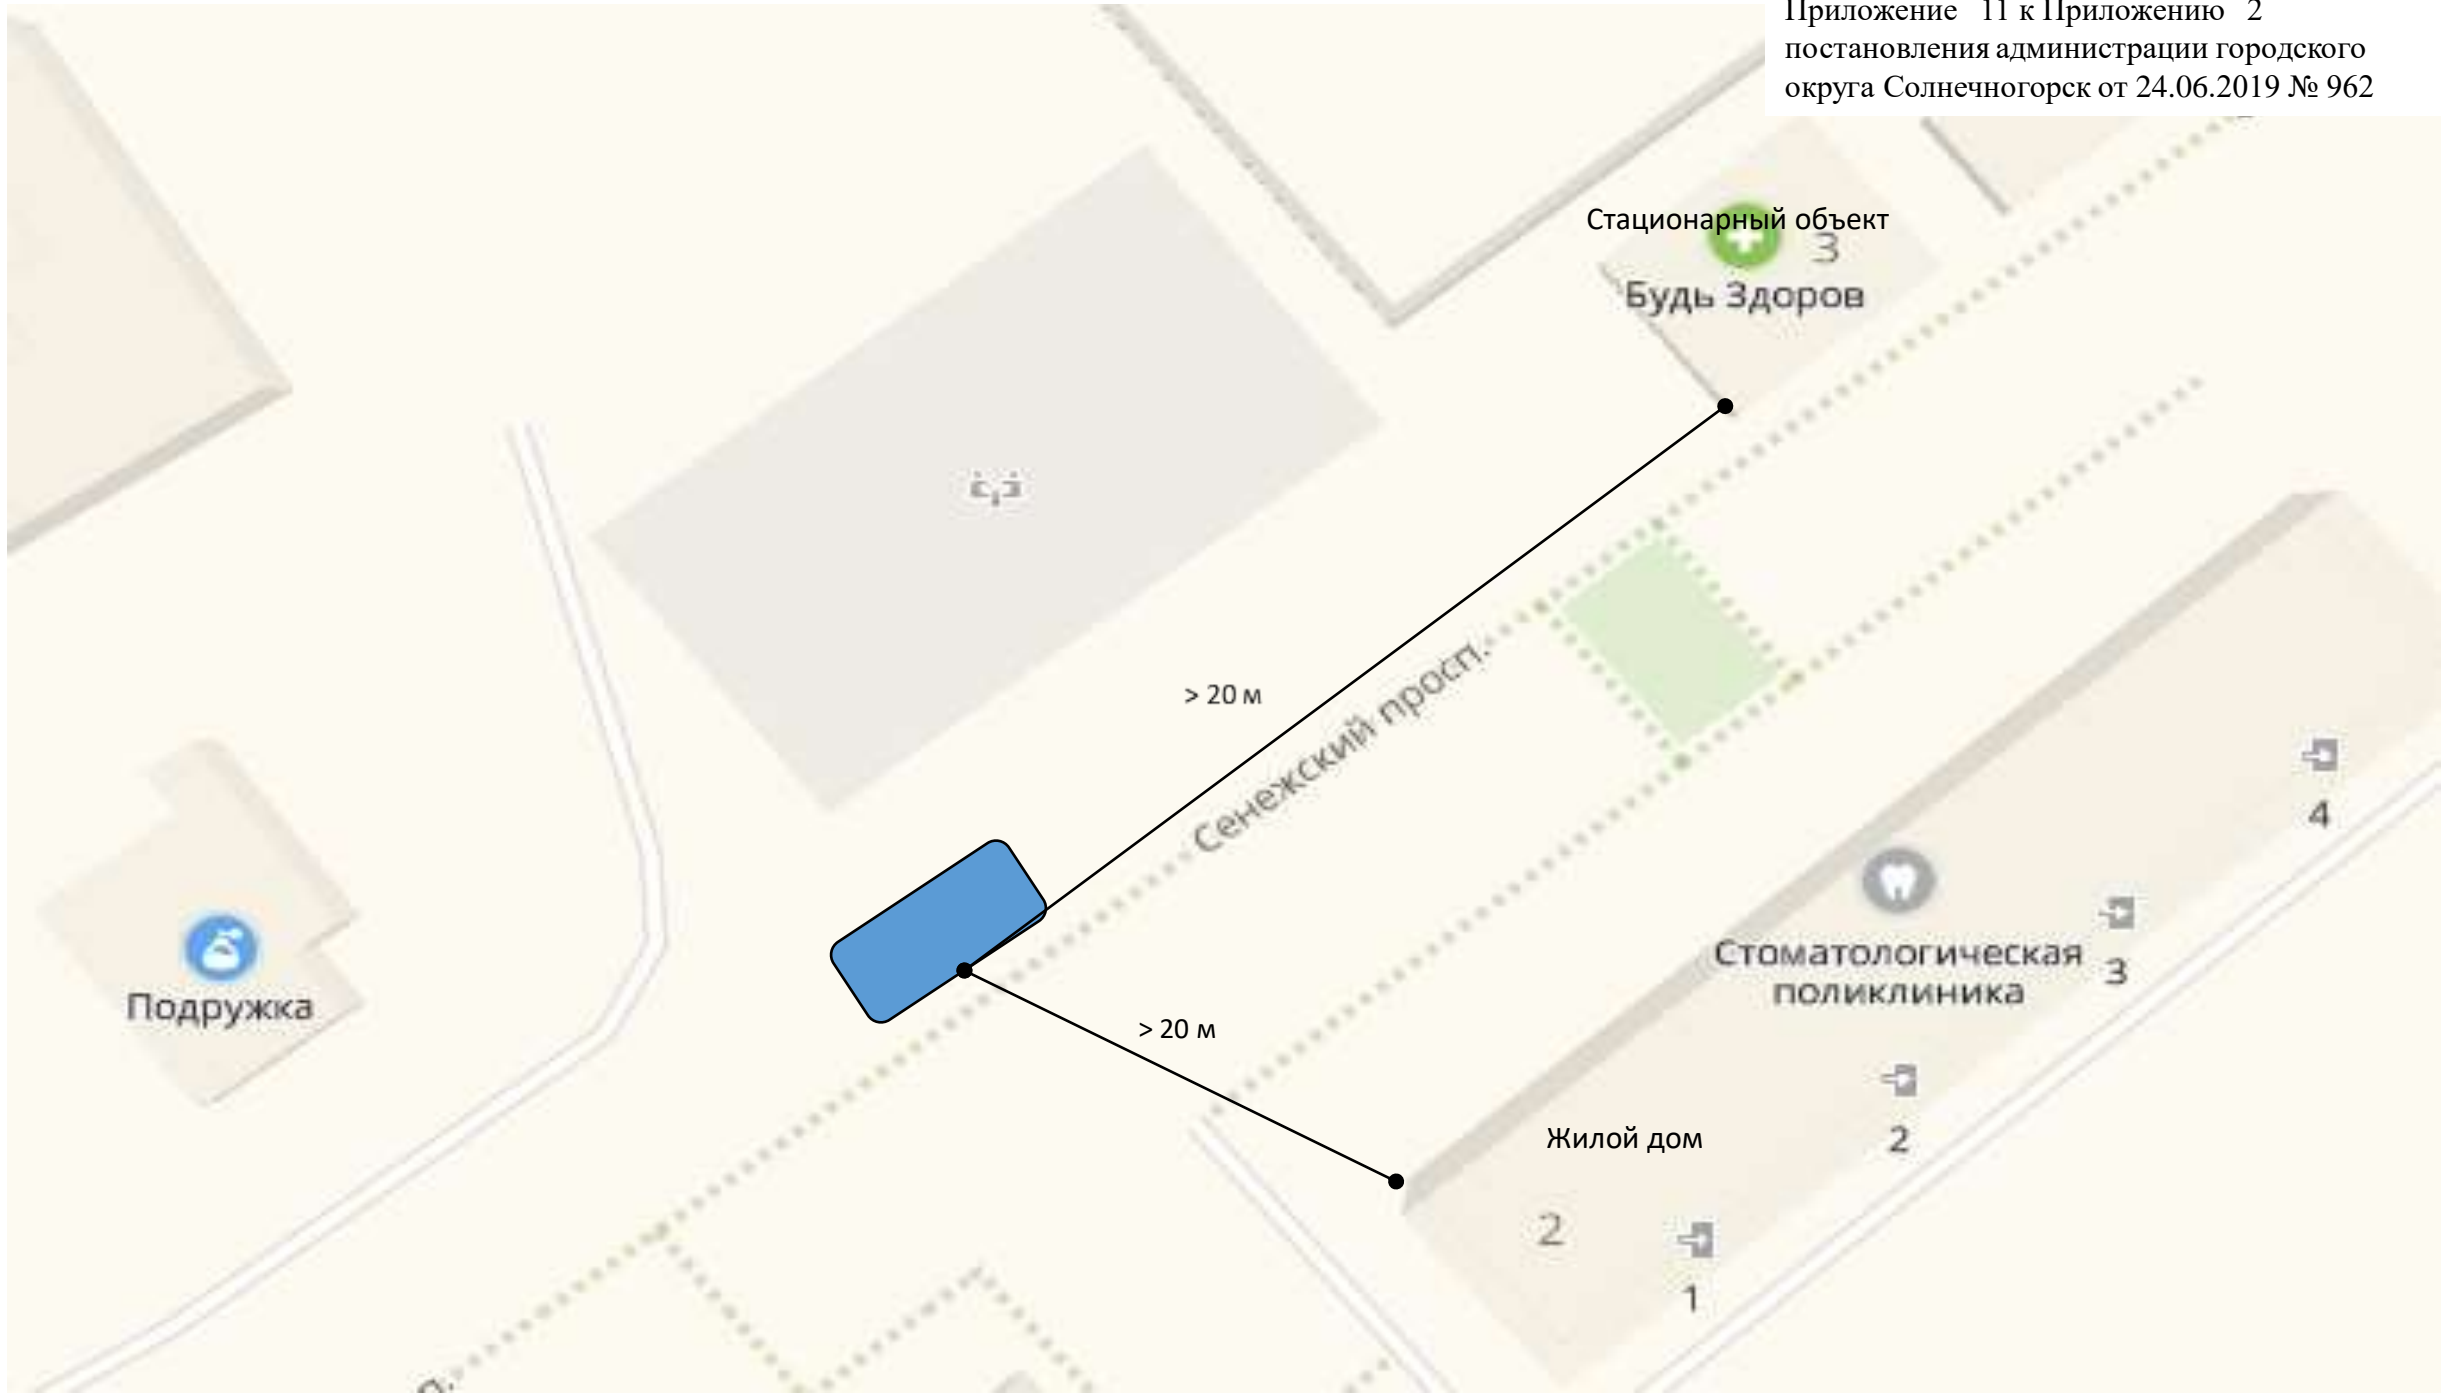 Приложение 11 к Приложению 2
постановления администрации городского
округа Солнечногорск от 24.06.2019 № 962
Стационарный объект
3
Будь Здоров
> 20 м
Сенежский просп.
4
Стоматологическая
поликлиника
3
Подружка
> 20 м
Жилой дом
2
2
1